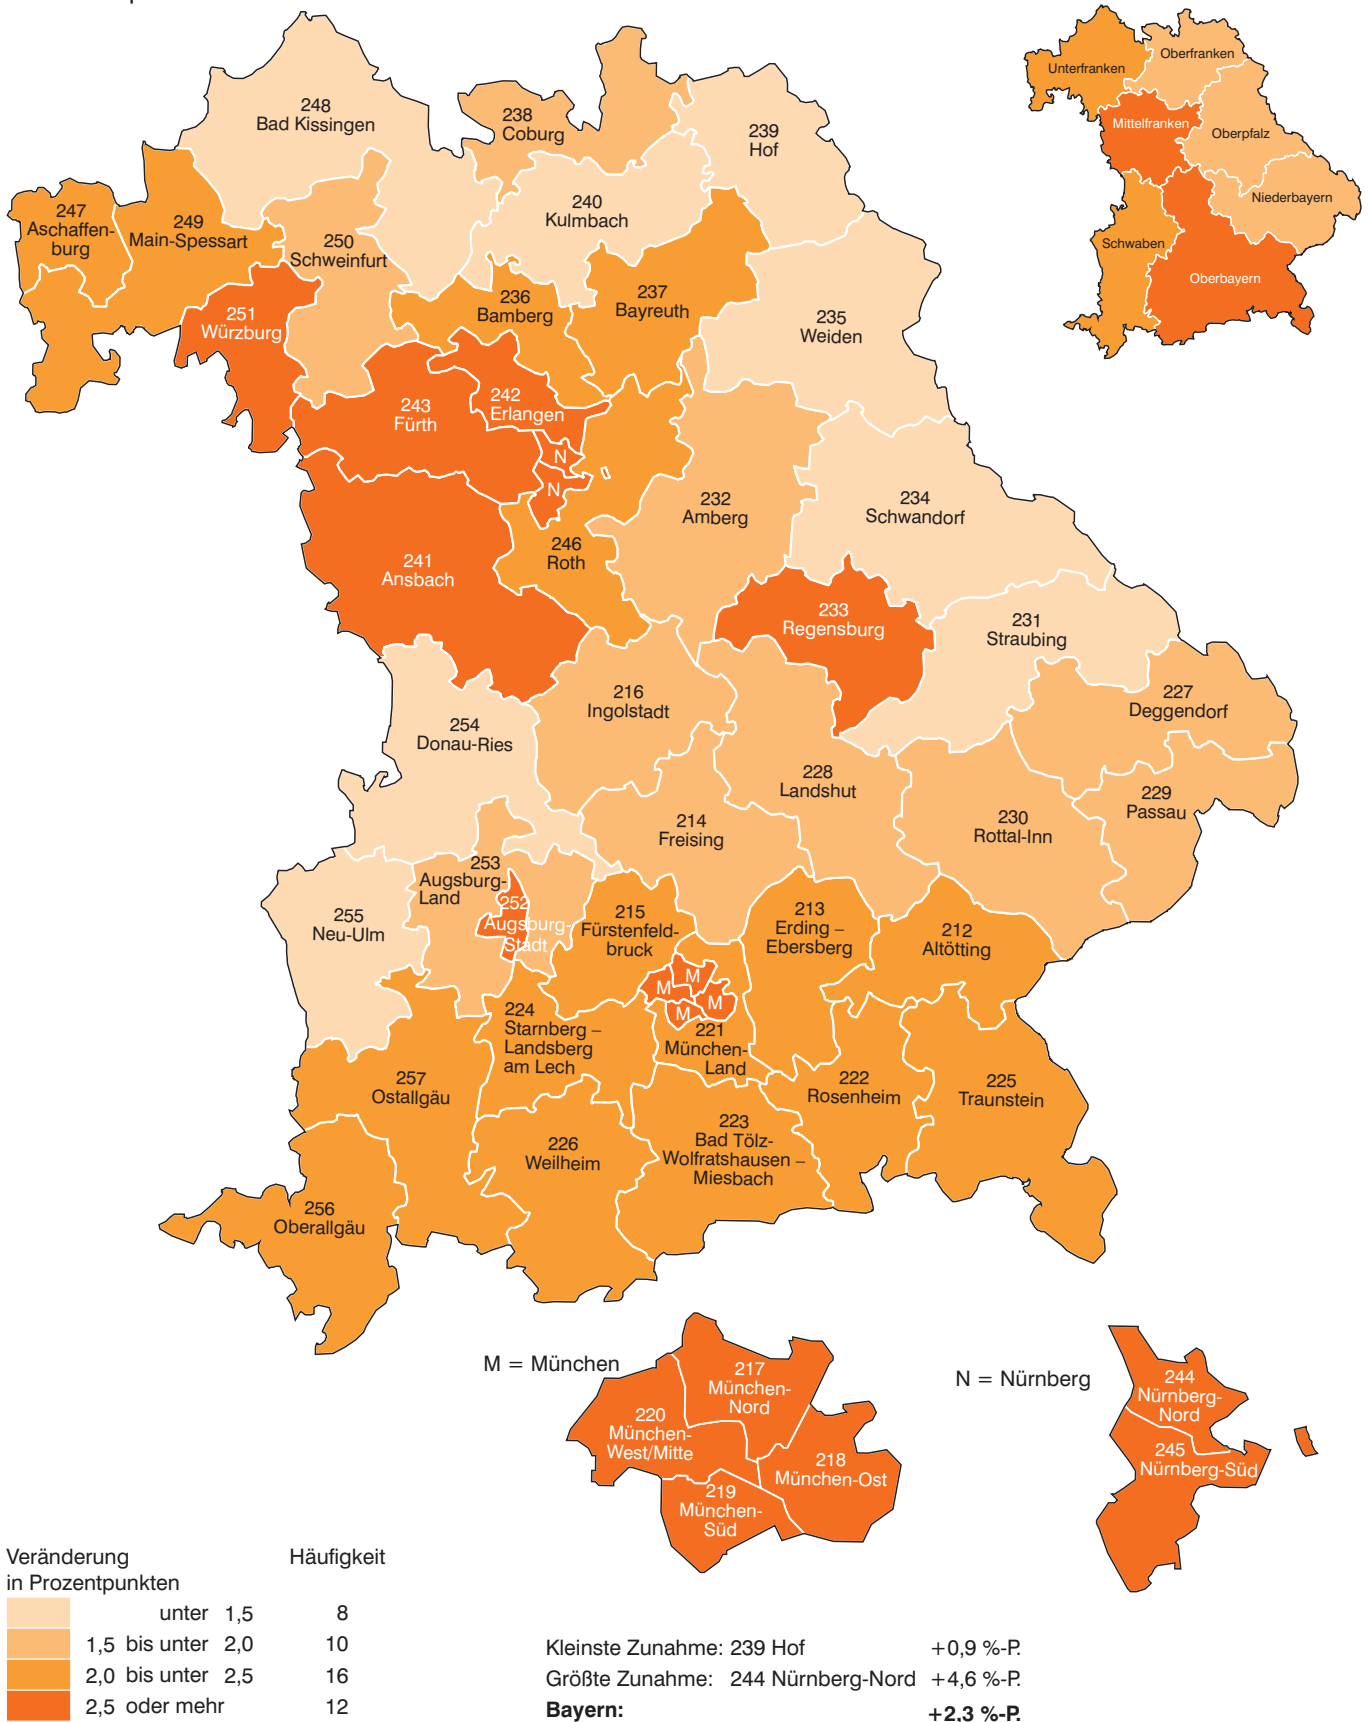 248
Bad Kissingen
238
Coburg
239
Hof
240
Kulmbach
247
Aschaffen-
burg
249
Main-Spessart
250
Schweinfurt
236
Bamberg
237
Bayreuth
251
Würzburg
235
Weiden
243
Fürth
242
Erlangen
N
N
232
Amberg
234
Schwandorf
241
Ansbach
246
Roth
233
Regensburg
231
Straubing
216
Ingolstadt
227
Deggendorf
254
Donau-Ries
228
Landshut
229
Passau
214
Freising
230
Rottal-Inn
253
Augsburg-
Land
252
Augsburg-
Stadt
255
Neu-Ulm
215
Fürstenfeld-
bruck
213
Erding –
Ebersberg
212
Altötting
M
M
M
M
224
Starnberg –
Landsberg
am Lech
221
München-
Land
257
Ostallgäu
222
Rosenheim
225
Traunstein
223
Bad Tölz-
Wolfratshausen –
Miesbach
226
Weilheim
256
Oberallgäu
Unterfranken
Oberfranken
Mittelfranken
Oberpfalz
Niederbayern
Schwaben
Oberbayern
M = München
217
München-
Nord
220
München-
West/Mitte
218
München-Ost
219
München-
Süd
N = Nürnberg
244
Nürnberg-
Nord
245
Nürnberg-Süd
Veränderung Häufigkeit
in Prozentpunkten
unter 1,5 8
1,5 bis unter 2,0 10
2,0 bis unter 2,5 16
2,5 oder mehr 12
Kleinste Zunahme: 239 Hof +0,9 %-P.
Größte Zunahme: 244 Nürnberg-Nord +4,6 %-P.
Bayern: +2,3 %-P.